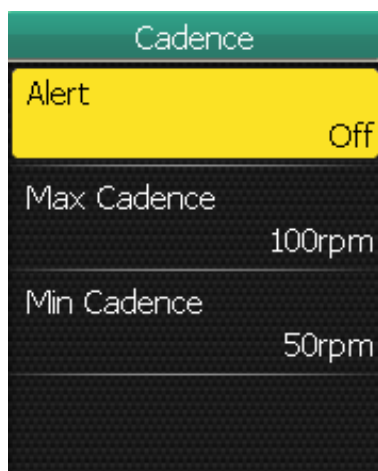 Cadence
Alert
Off
Max Cadence
100rpm
Min Cadence
50rpm